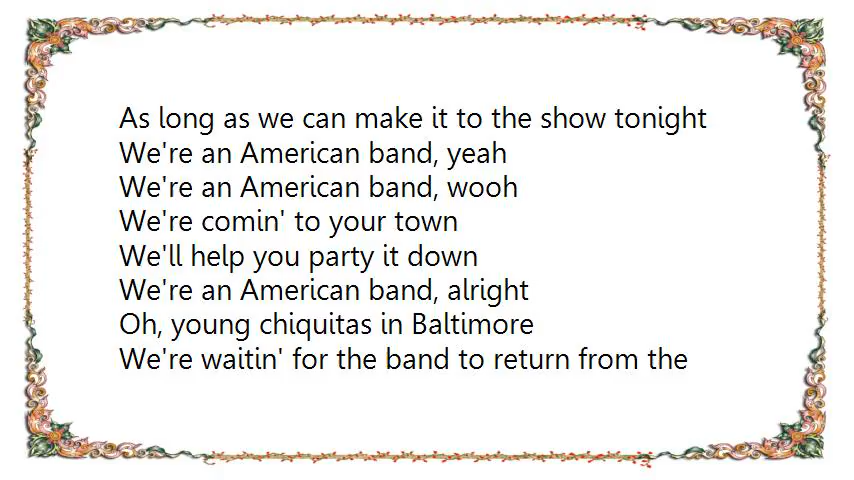 As long as we can make it to the show tonight
We're an American band, yeah
We're an American band, wooh
We're comin' to your town
We'll help you party it down
We're an American band, alright
Oh, young chiquitas in Baltimore
We're waitin' for the band to return from the